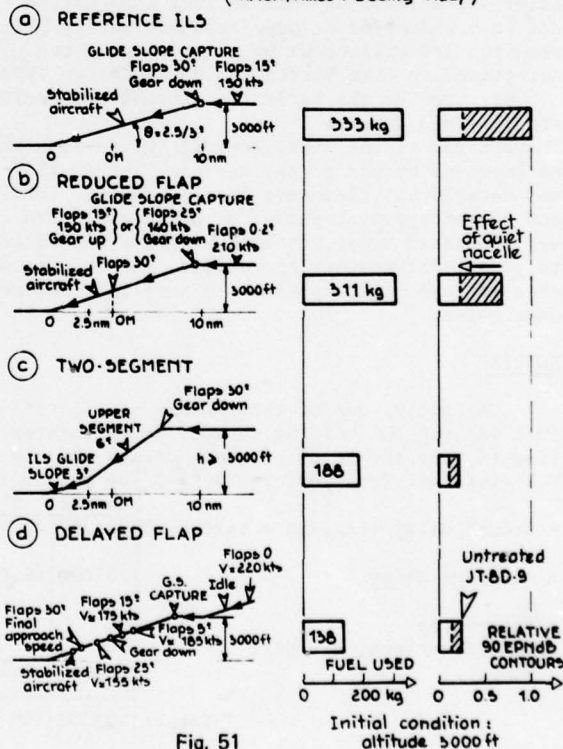 (a) REFERENCE ILS
GLIDE SLOPE CAPTURE
Flaps 30° Flaps 15°
Gear down 150 kts
Stabilized
aircraft
θ = 2.5/3°
3000 ft
0 OM 10 nm
333 kg
(b) REDUCED FLAP
GLIDE SLOPE CAPTURE
Flaps 15° Flaps 25°
150 kts or 140 kts Flaps 0.2°
Gear up Gear down 210 kts
Stabilized Flaps 30°
aircraft
3000 ft
0 2.5 nm OM 10 nm
311 kg
Effect
of quiet
nacelle
(c) TWO-SEGMENT
Flaps 30°
Gear down
UPPER
SEGMENT
6°
ILS GLIDE
SLOPE 3°
h ≥ 3000 ft
0 2.5 nm OM 10 nm
188
(d) DELAYED FLAP
Flaps 0
V = 220 kts
G.S. Idle
CAPTURE
Flaps 15°
V ≈ 175 kts
Flaps 30°
Final
approach
speed
Flaps 5°
V ≈ 185 kts
Gear down
3000 ft
Flaps 25°
V ≈ 155 kts
Stabilized
aircraft
138
Untreated
JT-8D-9
RELATIVE
90 EPNdB
CONTOURS
FUEL USED
0 200 kg
0 0.5 1.0
Initial condition :
altitude 3000 ft
Fig. 51